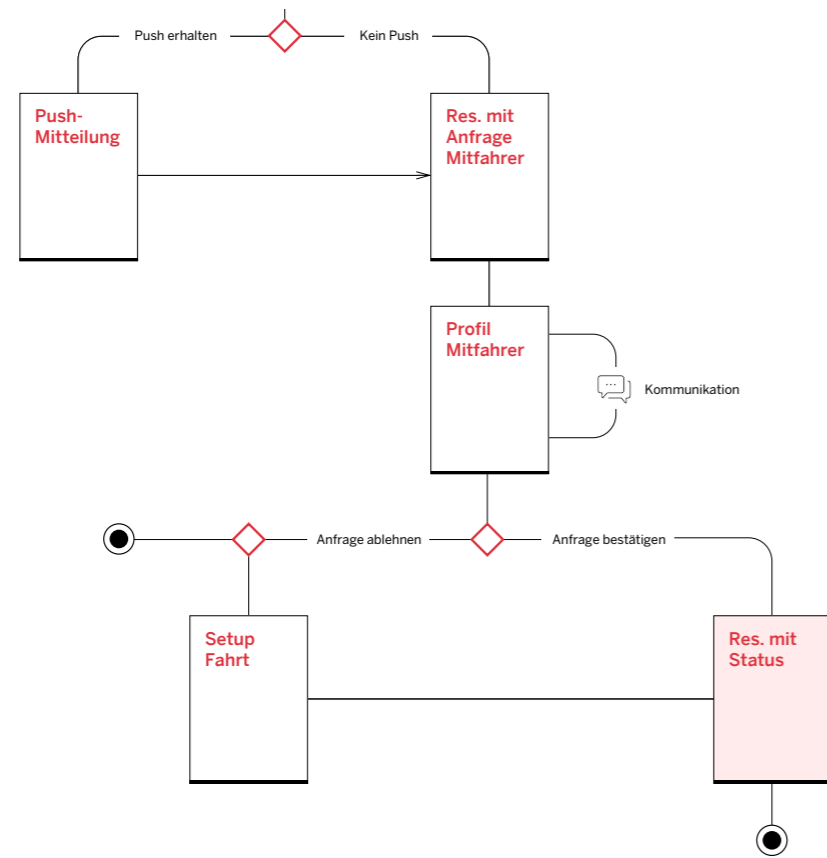 Push erhalten
Kein Push
Push-
Mitteilung
Res. mit
Anfrage
Mitfahrer
Profil
Mitfahrer
Kommunikation
Anfrage ablehnen
Anfrage bestätigen
Setup
Fahrt
Res. mit
Status